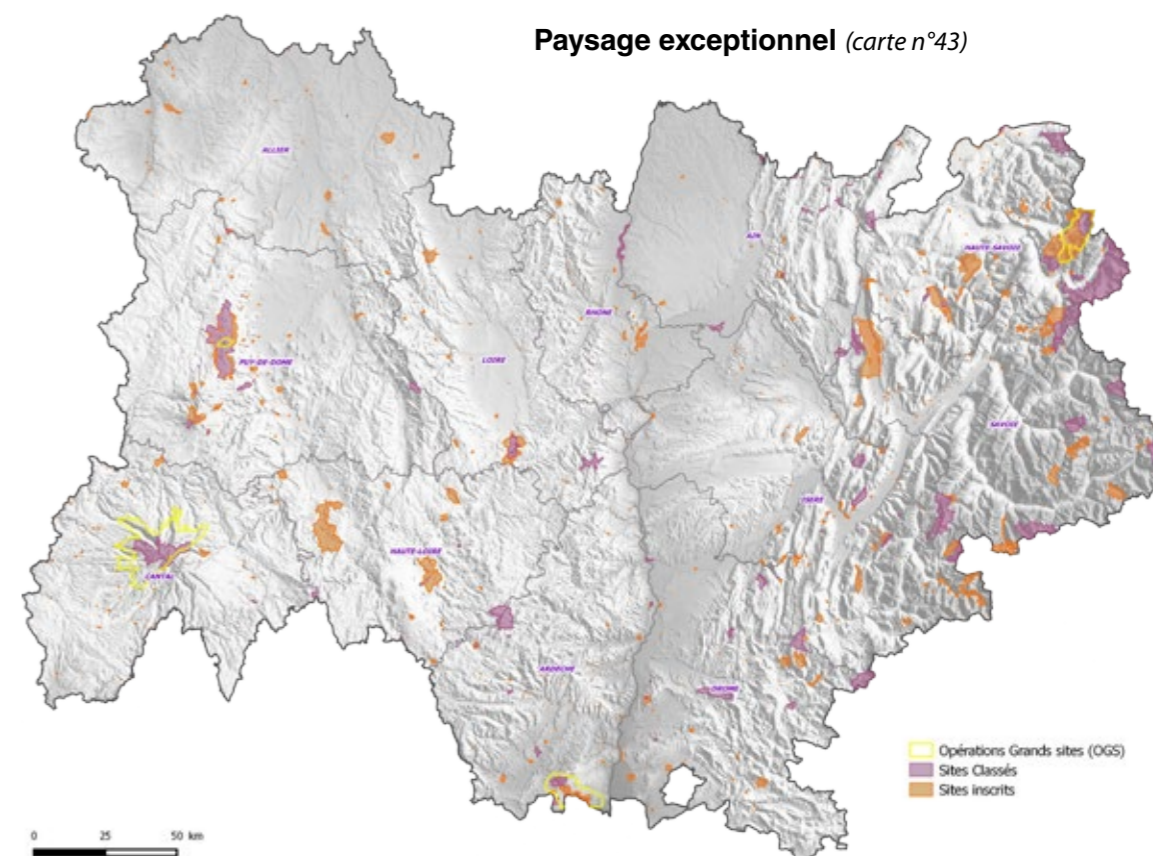 Paysage exceptionnel (carte n°43)
ALLIER
AIN
HAUTE-SAVOIE
RHONE
PUY-DE-DOME
LOIRE
SAVOIE
ISERE
HAUTE-LOIRE
CANTAL
ARDECHE
DROME
Opérations Grands sites (OGS)
Sites Classés
Sites inscrits
0 25 50 km